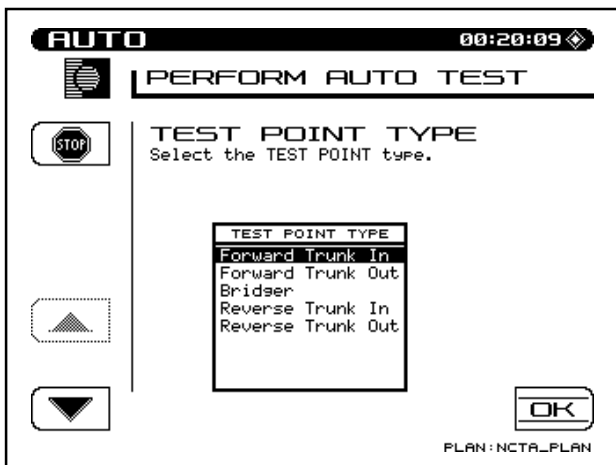 AUTO 00:20:09
PERFORM AUTO TEST
STOP
TEST POINT TYPE
Select the TEST POINT type.
TEST POINT TYPE
Forward Trunk In
Forward Trunk Out
Bridger
Reverse Trunk In
Reverse Trunk Out
OK
PLAN:NCTA_PLAN